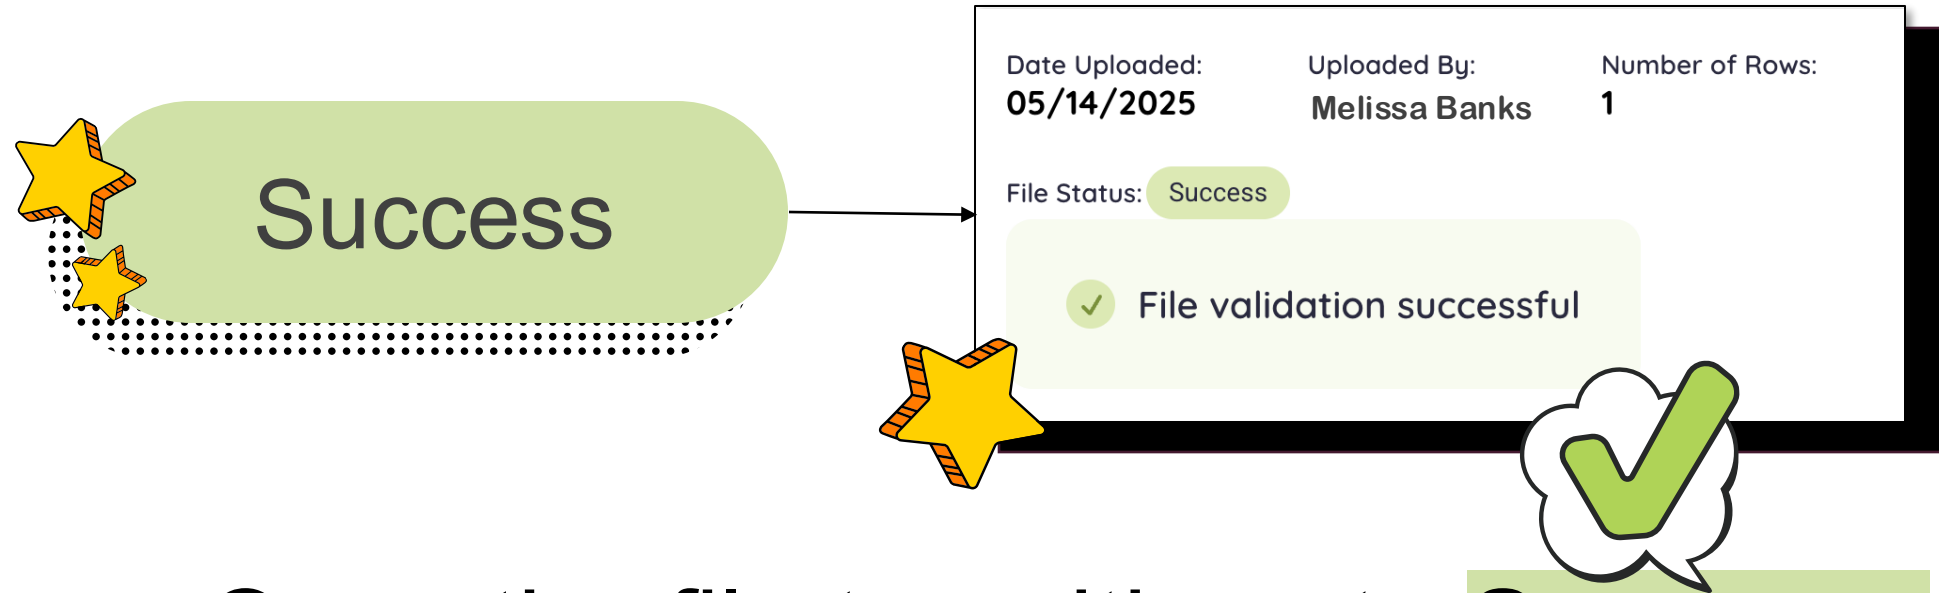 Success
Date Uploaded:
05/14/2025
Uploaded By:
Melissa Banks
Number of Rows:
1
File Status: Success
File validation successful